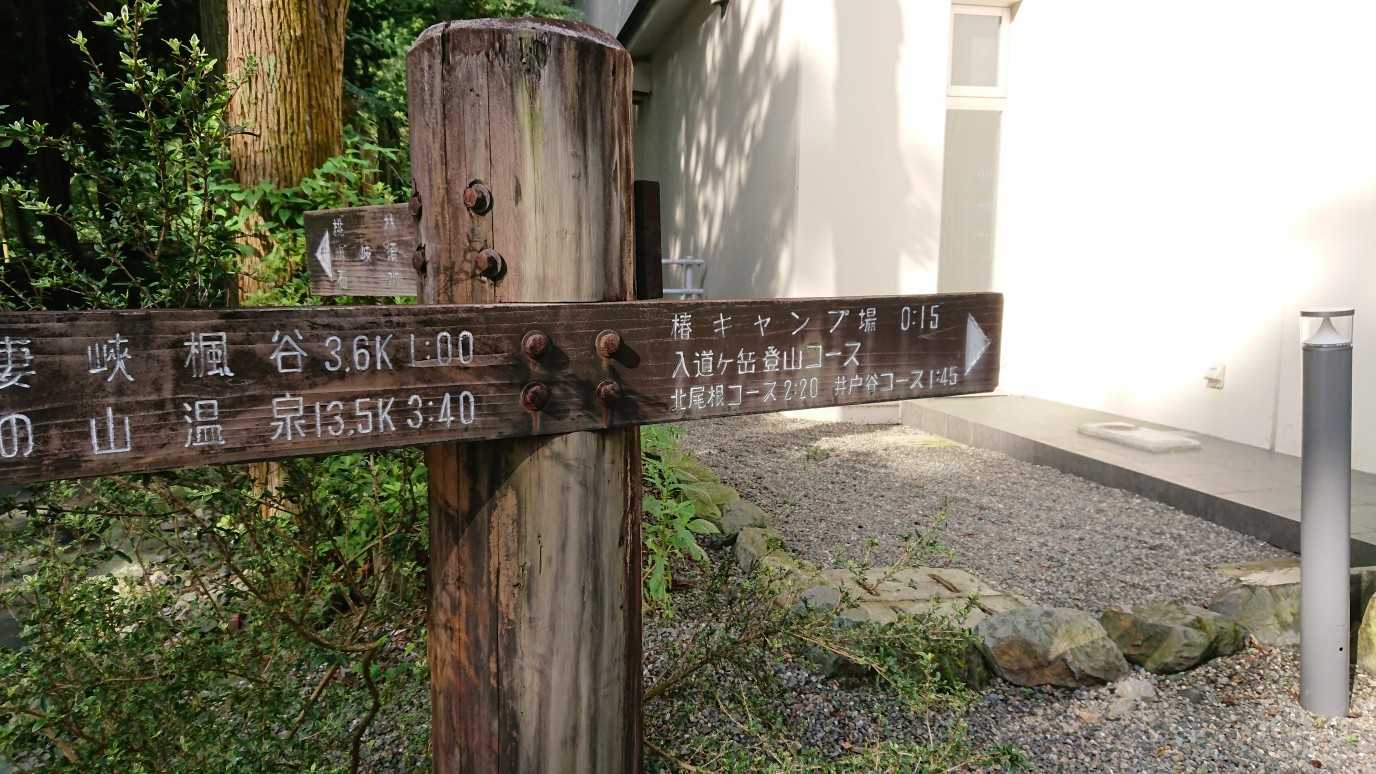 妻峡楓谷3.6K 1:00
の山温泉13.5K 3:40
椿キャンプ場 0:15
入道ヶ岳登山コース
北尾根コース2:20 井戸谷コース1:45